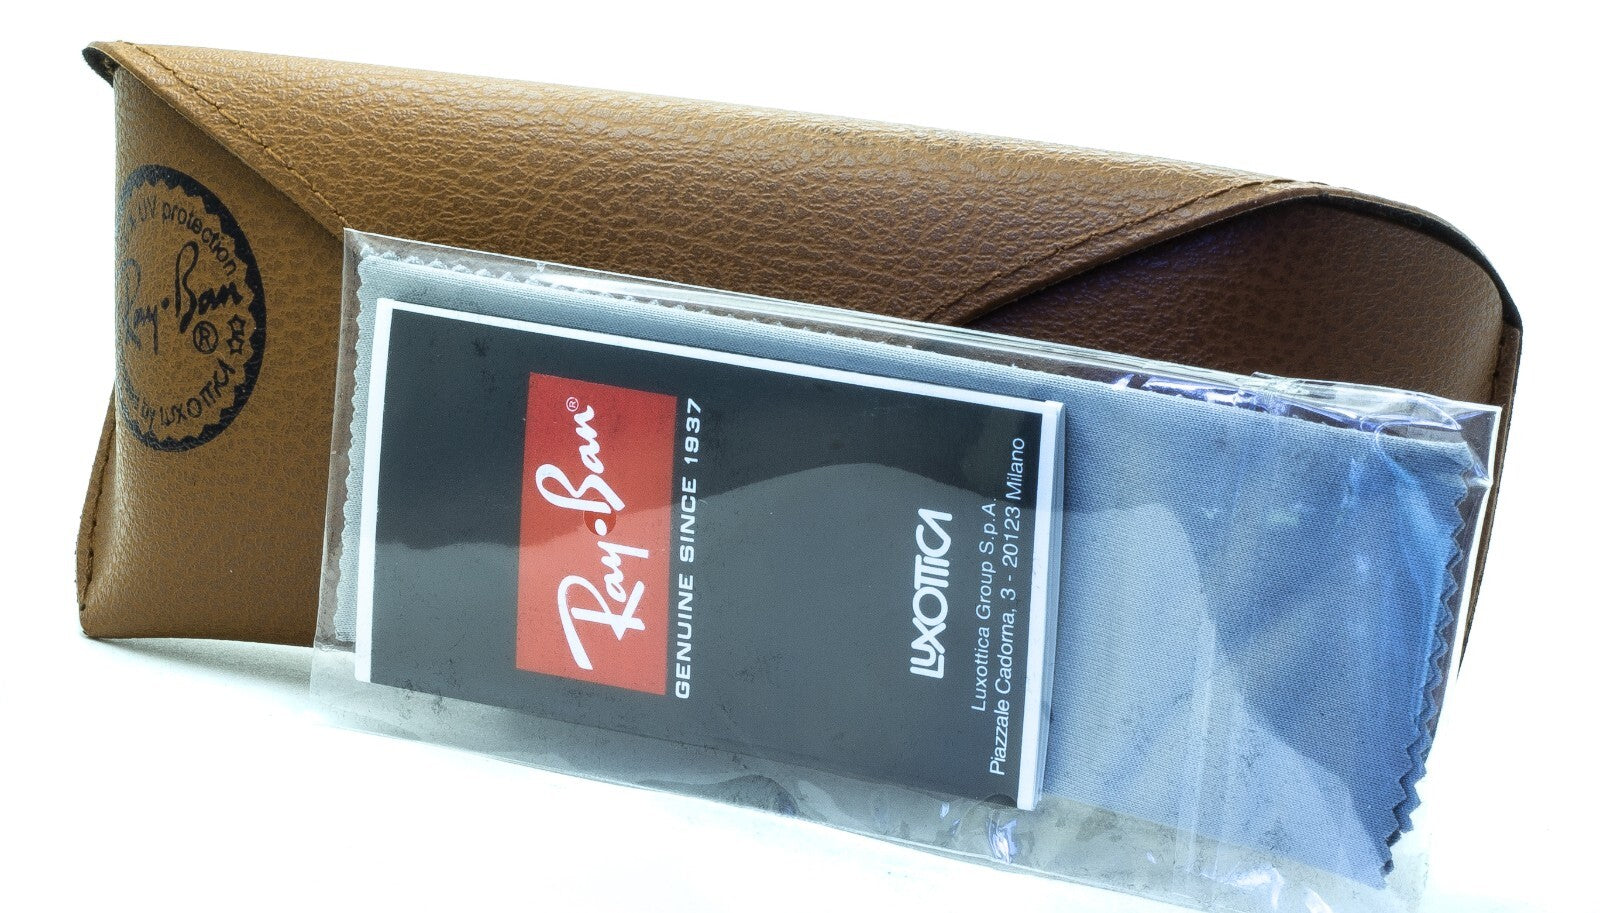 UV protection
Ray-Ban
®
by LUXOTTICA
Ray-Ban®
GENUINE SINCE 1937
LUXOTTICA
Luxottica Group S.p.A.
Piazzale Cadorna, 3 - 20123 Milano